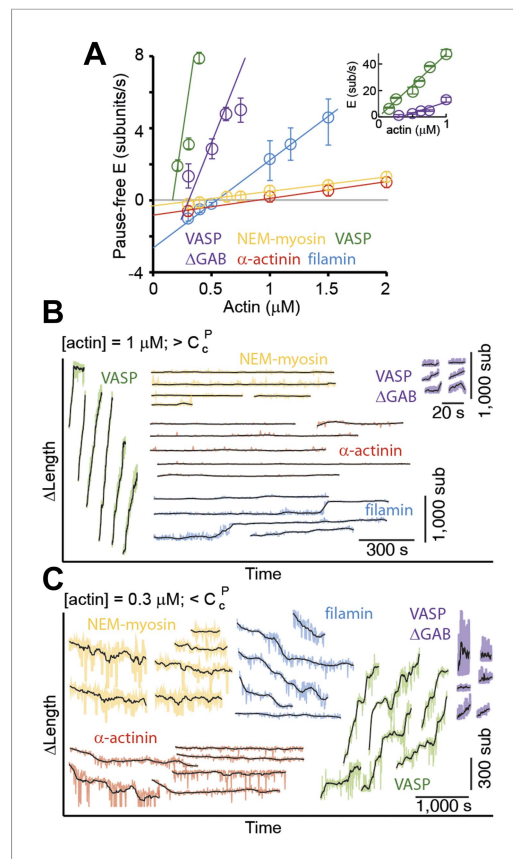 A
8
4
0
-4
Pause-free E (subunits/s)
0 0.5 1 1.5 2
Actin (μM)
VASP NEM-myosin VASP
ΔGAB α-actinin filamin
E (sub/s)
40
20
0
0 1
actin (μM)
B
[actin] = 1 μM; > C_c^P
VASP
NEM-myosin
VASP
ΔGAB
20 s
1,000 sub
α-actinin
filamin
1,000 sub
300 s
ΔLength
Time
C
[actin] = 0.3 μM; < C_c^P
NEM-myosin
filamin
VASP
ΔGAB
α-actinin
VASP
300 sub
1,000 s
ΔLength
Time